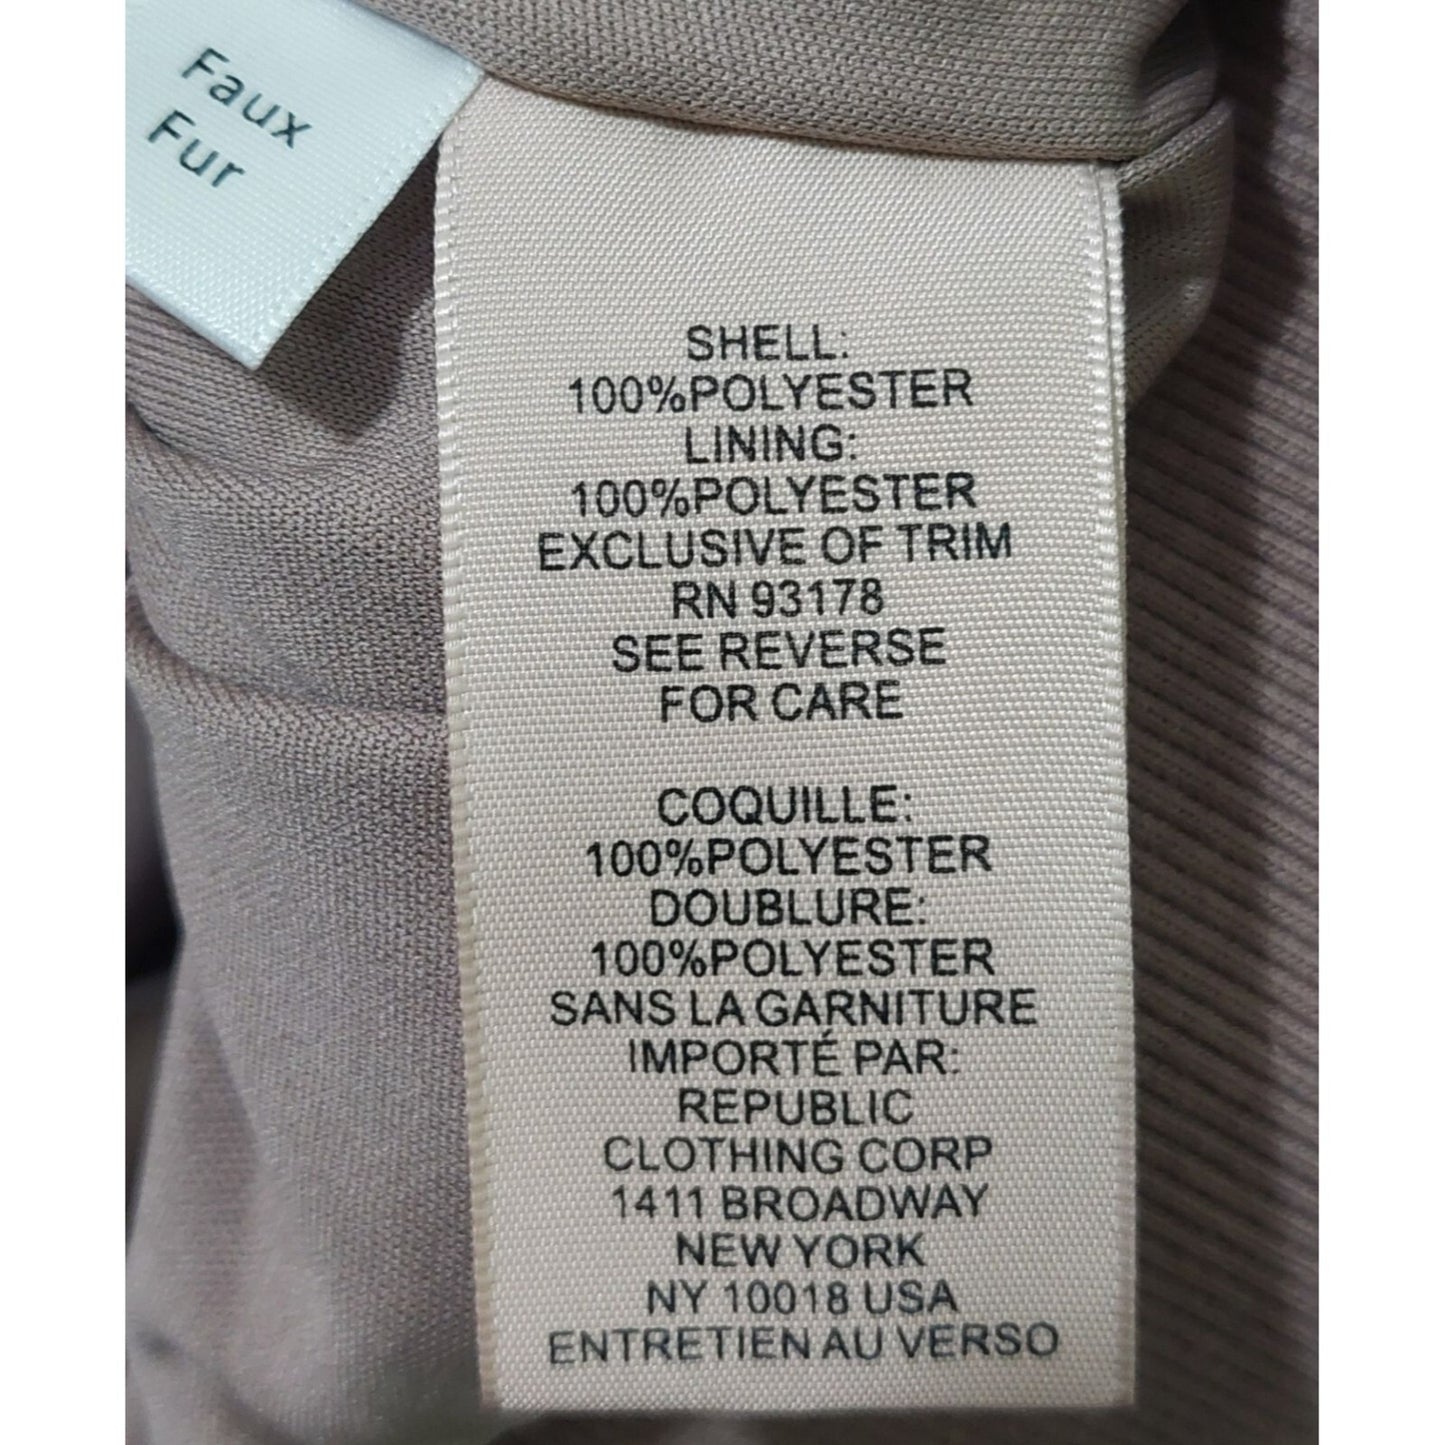 Faux
Fur
SHELL:
100%POLYESTER
LINING:
100%POLYESTER
EXCLUSIVE OF TRIM
RN 93178
SEE REVERSE
FOR CARE
COQUILLE:
100%POLYESTER
DOUBLURE:
100%POLYESTER
SANS LA GARNITURE
IMPORTÉ PAR:
REPUBLIC
CLOTHING CORP
1411 BROADWAY
NEW YORK
NY 10018 USA
ENTRETIEN AU VERSO